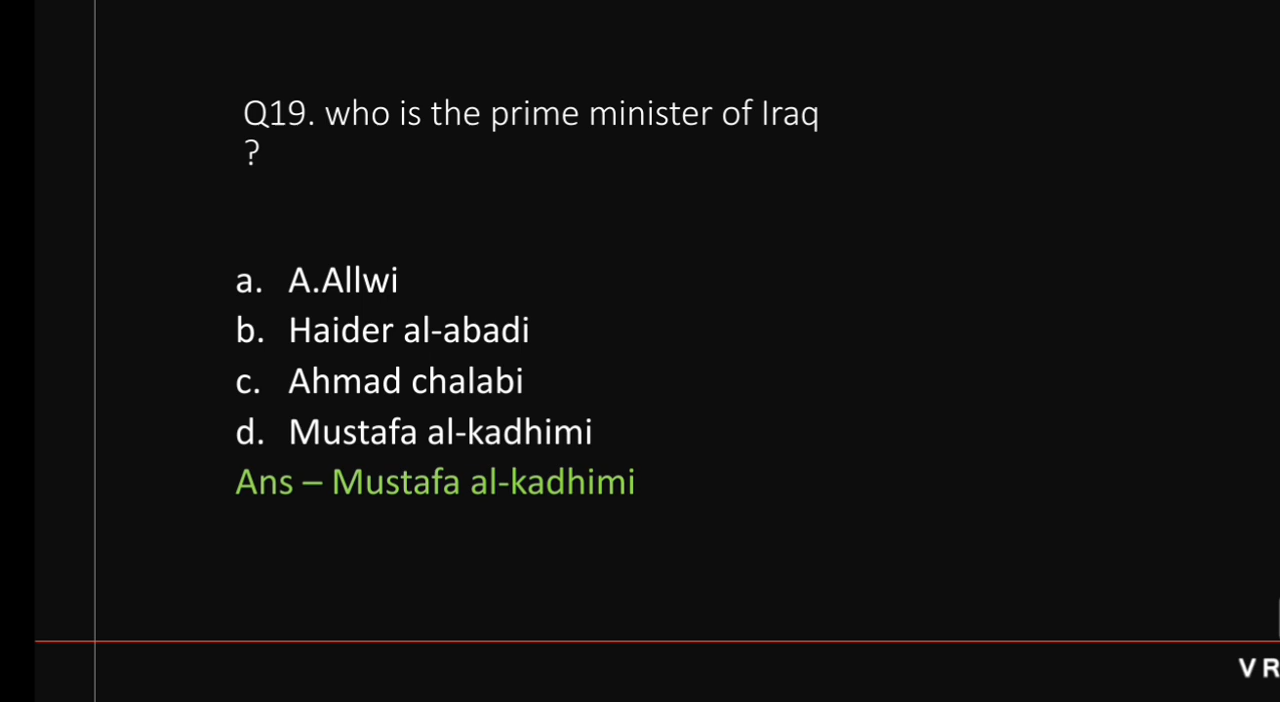 Q19. who is the prime minister of Iraq
?
a. A.Allwi
b. Haider al-abadi
c. Ahmad chalabi
d. Mustafa al-kadhimi
Ans – Mustafa al-kadhimi
V R